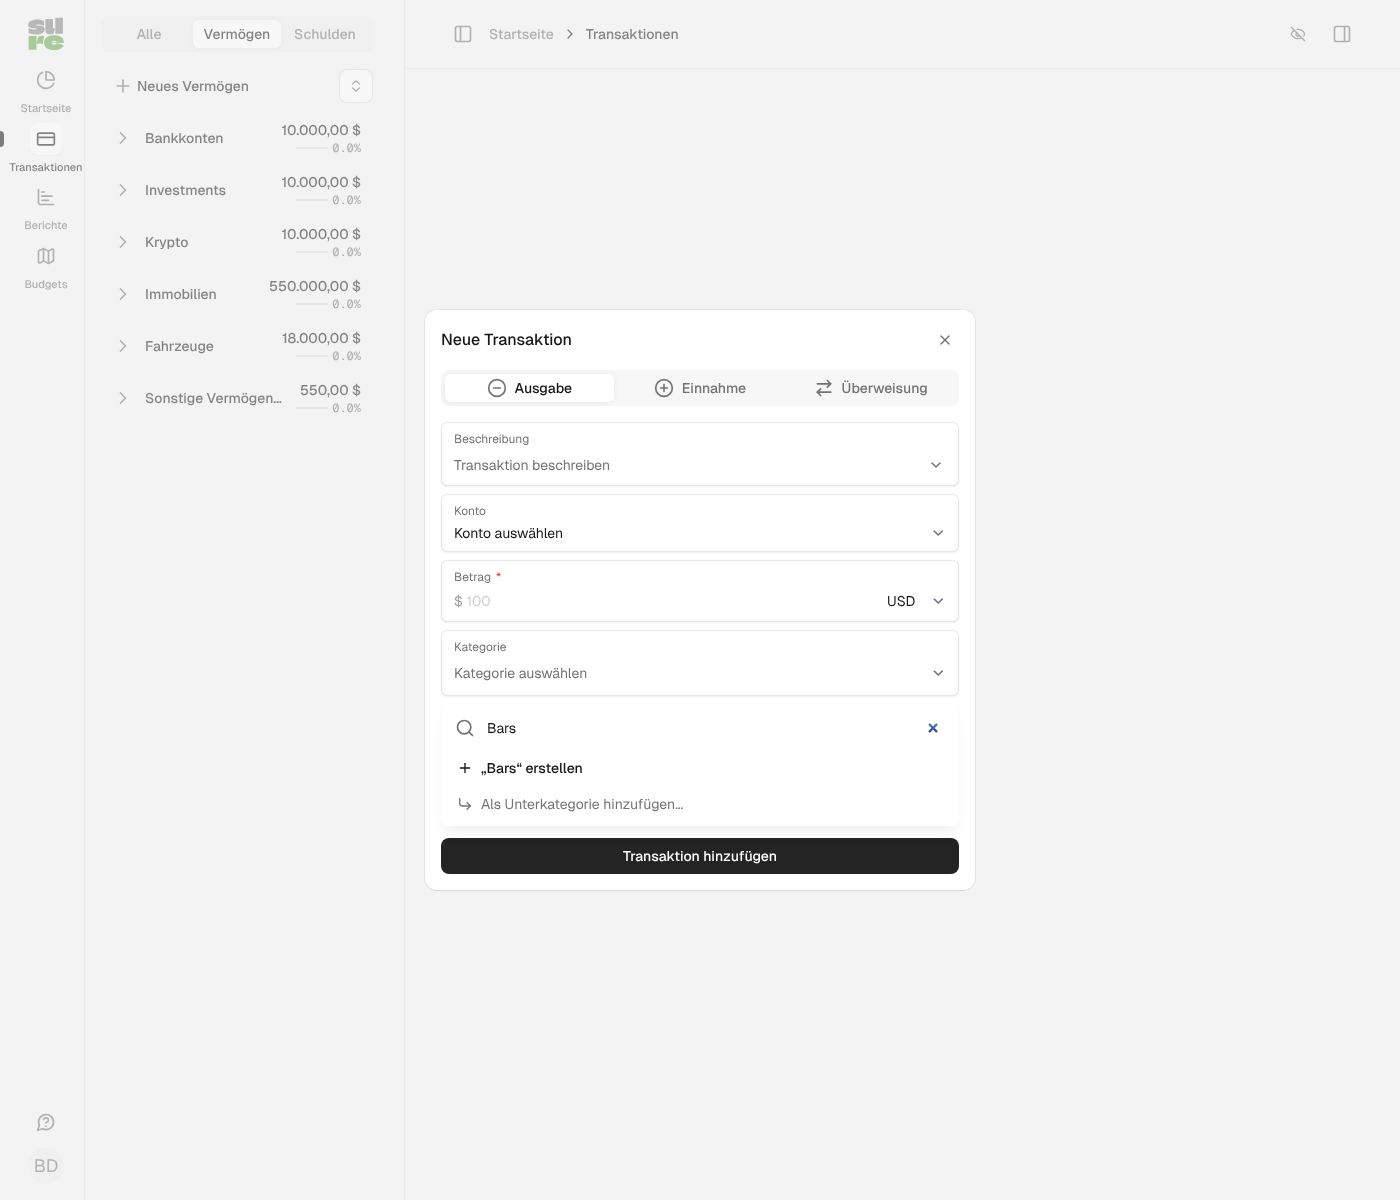 sure
Startseite
Transaktionen
Berichte
Budgets
BD
Alle
Vermögen
Schulden
Neues Vermögen
Bankkonten
10.000,00 $
0.0%
Investments
10.000,00 $
0.0%
Krypto
10.000,00 $
0.0%
Immobilien
550.000,00 $
0.0%
Fahrzeuge
18.000,00 $
0.0%
Sonstige Vermögen...
550,00 $
0.0%
Startseite > Transaktionen
Neue Transaktion
Ausgabe
Einnahme
Überweisung
Beschreibung
Transaktion beschreiben
Konto
Konto auswählen
Betrag *
$ 100
USD
Kategorie
Kategorie auswählen
Bars
„Bars“ erstellen
Als Unterkategorie hinzufügen…
Transaktion hinzufügen